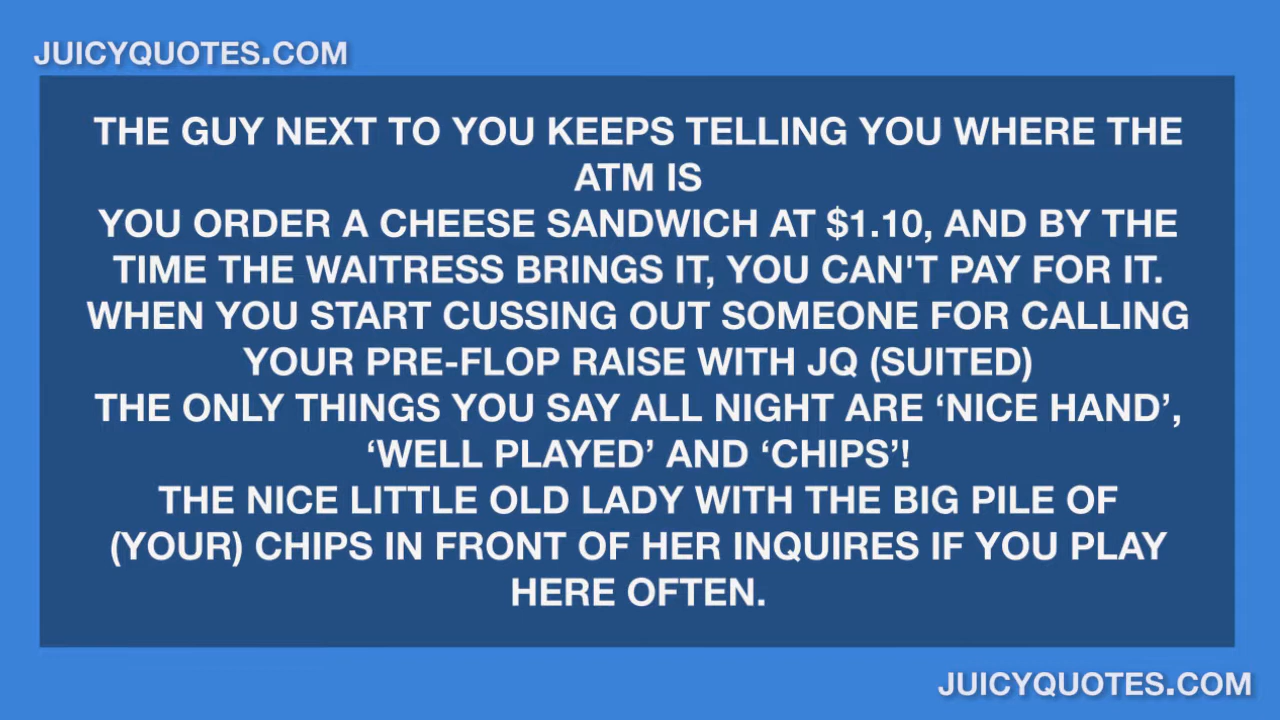 JUICYQUOTES.COM
THE GUY NEXT TO YOU KEEPS TELLING YOU WHERE THE
ATM IS
YOU ORDER A CHEESE SANDWICH AT $1.10, AND BY THE
TIME THE WAITRESS BRINGS IT, YOU CAN'T PAY FOR IT.
WHEN YOU START CUSSING OUT SOMEONE FOR CALLING
YOUR PRE-FLOP RAISE WITH JQ (SUITED)
THE ONLY THINGS YOU SAY ALL NIGHT ARE ‘NICE HAND’,
‘WELL PLAYED’ AND ‘CHIPS’!
THE NICE LITTLE OLD LADY WITH THE BIG PILE OF
(YOUR) CHIPS IN FRONT OF HER INQUIRES IF YOU PLAY
HERE OFTEN.
JUICYQUOTES.COM